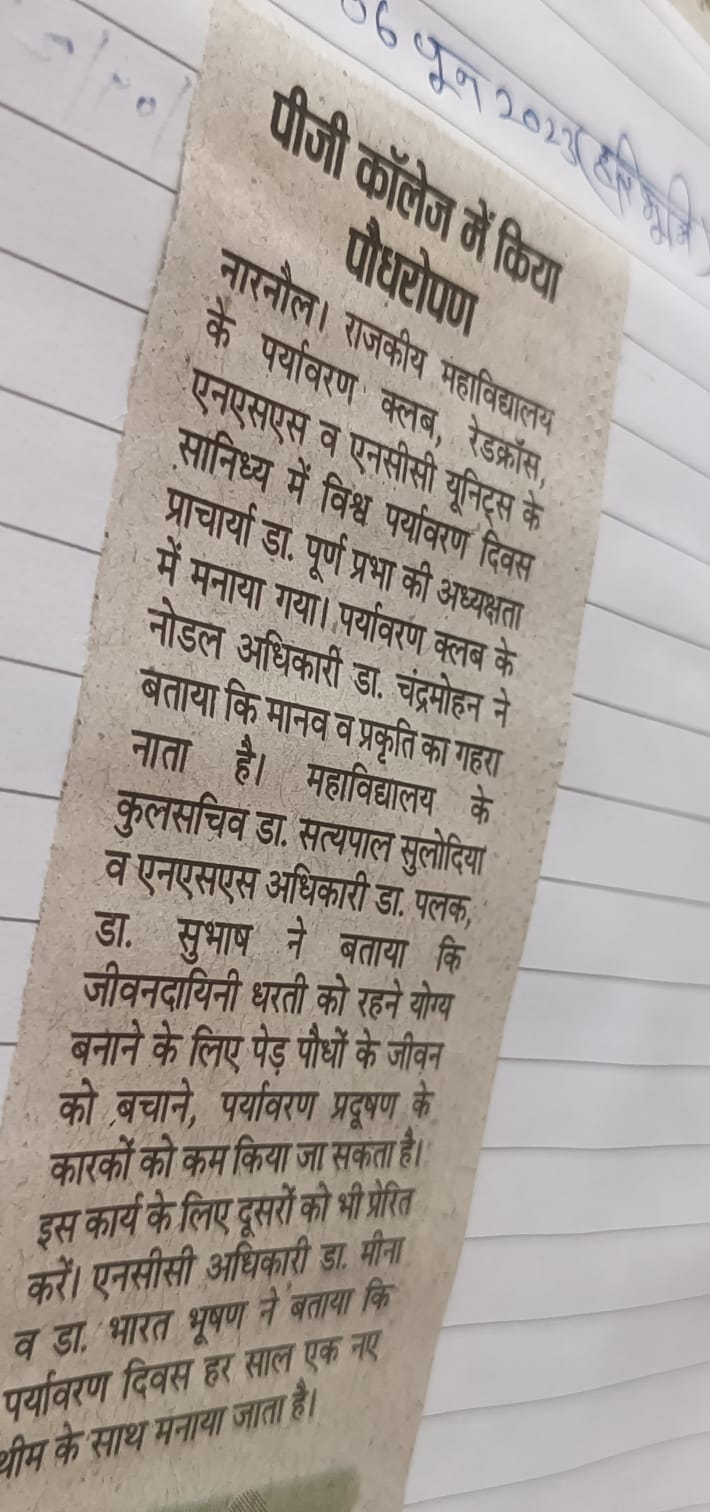 06 जून 2023 (हरि भूमि)
पीजी कॉलेज में किया
पौधरोपण
नारनौल। राजकीय महाविद्यालय
के पर्यावरण क्लब, रेडक्रॉस,
एनएसएस व एनसीसी यूनिट्स के
सानिध्य में विश्व पर्यावरण दिवस
प्राचार्या डा. पूर्ण प्रभा की अध्यक्षता
में मनाया गया। पर्यावरण क्लब के
नोडल अधिकारी डा. चंद्रमोहन ने
बताया कि मानव व प्रकृति का गहरा
नाता है। महाविद्यालय के
कुलसचिव डा. सत्यपाल सुलोदिया
व एनएसएस अधिकारी डा. पलक,
डा. सुभाष ने बताया कि
जीवनदायिनी धरती को रहने योग्य
बनाने के लिए पेड़ पौधों के जीवन
को बचाने, पर्यावरण प्रदूषण के
कारकों को कम किया जा सकता है।
इस कार्य के लिए दूसरों को भी प्रेरित
करें। एनसीसी अधिकारी डा. मीना
व डा. भारत भूषण ने बताया कि
पर्यावरण दिवस हर साल एक नए
थीम के साथ मनाया जाता है।